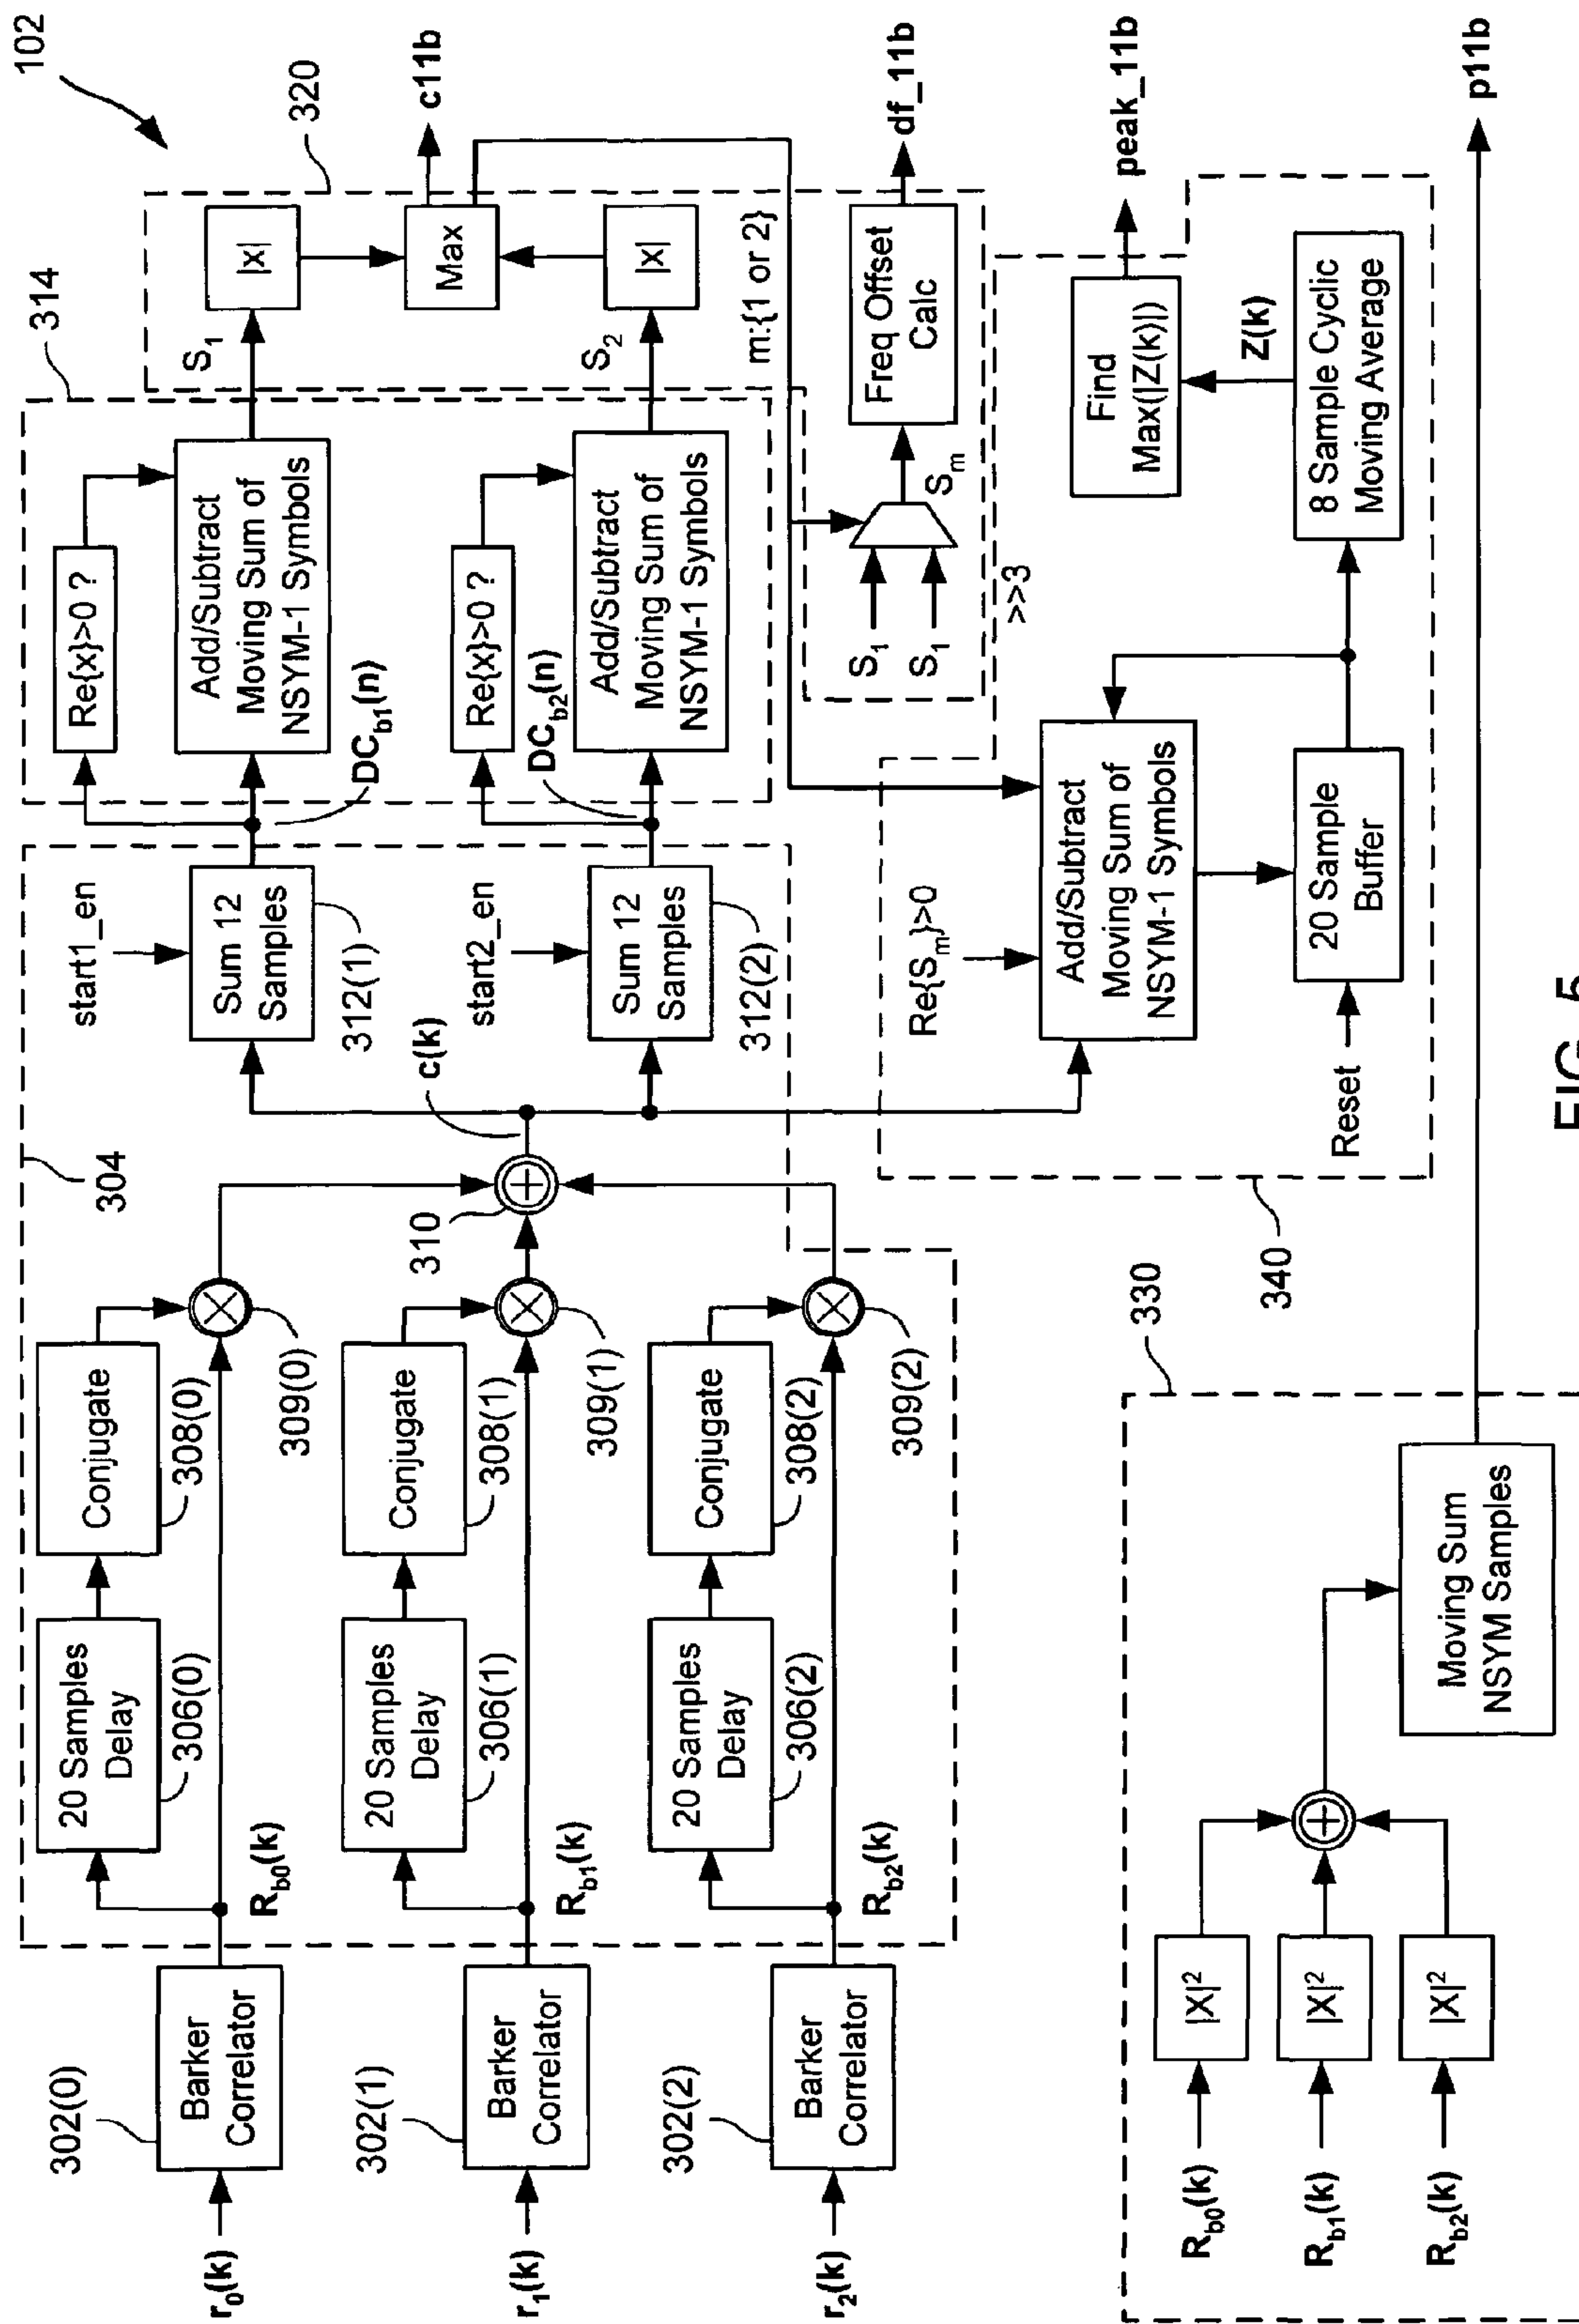 102
304
314
320
302(0)
r0(k)
Barker
Correlator
Rb0(k)
20 Samples
Delay
306(0)
Conjugate
308(0)
309(0)
302(1)
r1(k)
Barker
Correlator
Rb1(k)
20 Samples
Delay
306(1)
Conjugate
308(1)
309(1)
302(2)
r2(k)
Barker
Correlator
Rb2(k)
20 Samples
Delay
306(2)
Conjugate
308(2)
309(2)
310
c(k)
start1_en
Sum 12
Samples
312(1)
start2_en
Sum 12
Samples
312(2)
Re{x}>0 ?
Add/Subtract
Moving Sum of
NSYM-1 Symbols
DCb1(n)
Re{x}>0 ?
DCb2(n)
Add/Subtract
Moving Sum of
NSYM-1 Symbols
S1
|x|
Max
c11b
S2
|x|
m:{1 or 2}
S1
S1
Sm
Freq Offset
Calc
df_11b
>>3
Re{Sm}>0
Add/Subtract
Moving Sum of
NSYM-1 Symbols
Reset
20 Sample
Buffer
8 Sample Cyclic
Moving Average
Z(k)
Find
Max(|Z(k)|)
peak_11b
340
330
Rb0(k)
|X|2
Rb1(k)
|X|2
Rb2(k)
|X|2
Moving Sum
NSYM Samples
p11b
FIG. 5